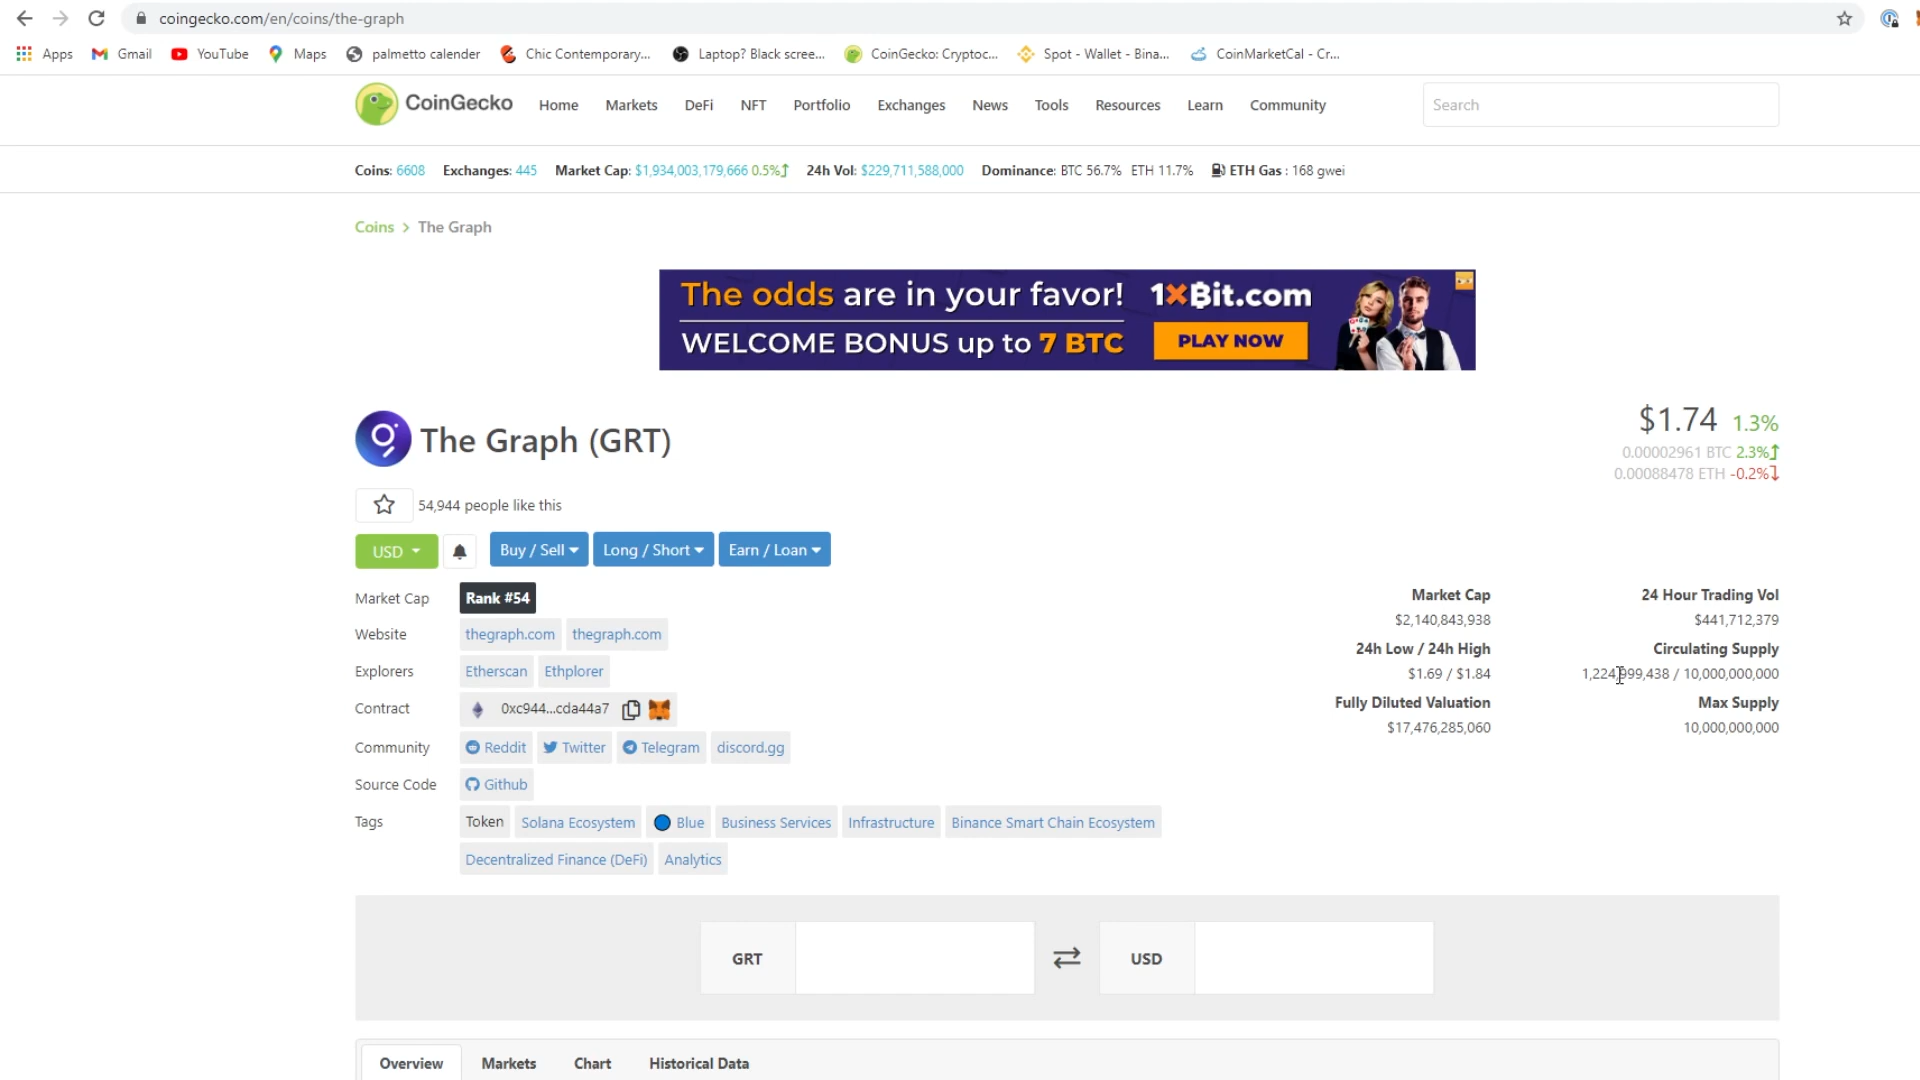 coingecko.com/en/coins/the-graph
Apps Gmail YouTube Maps palmetto calender Chic Contemporary... Laptop? Black scree... CoinGecko: Cryptoc... Spot - Wallet - Bina... CoinMarketCal - Cr...
CoinGecko Home Markets DeFi NFT Portfolio Exchanges News Tools Resources Learn Community Search
Coins: 6608 Exchanges: 445 Market Cap: $1,934,003,179,666 0.5% 24h Vol: $229,711,588,000 Dominance: BTC 56.7% ETH 11.7% ETH Gas : 168 gwei
Coins > The Graph
The odds are in your favor! 1XBit.com
WELCOME BONUS up to 7 BTC PLAY NOW
The Graph (GRT)
$1.74 1.3%
0.00002961 BTC 2.3%
0.00088478 ETH -0.2%
54,944 people like this
USD Buy / Sell Long / Short Earn / Loan
Market Cap Rank #54
Website thegraph.com thegraph.com
Explorers Etherscan Ethplorer
Contract 0xc944...cda44a7
Community Reddit Twitter Telegram discord.gg
Source Code Github
Tags Token Solana Ecosystem Blue Business Services Infrastructure Binance Smart Chain Ecosystem
Decentralized Finance (DeFi) Analytics
Market Cap 24 Hour Trading Vol
$2,140,843,938 $441,712,379
24h Low / 24h High Circulating Supply
$1.69 / $1.84 1,224,999,438 / 10,000,000,000
Fully Diluted Valuation Max Supply
$17,476,285,060 10,000,000,000
GRT USD
Overview Markets Chart Historical Data